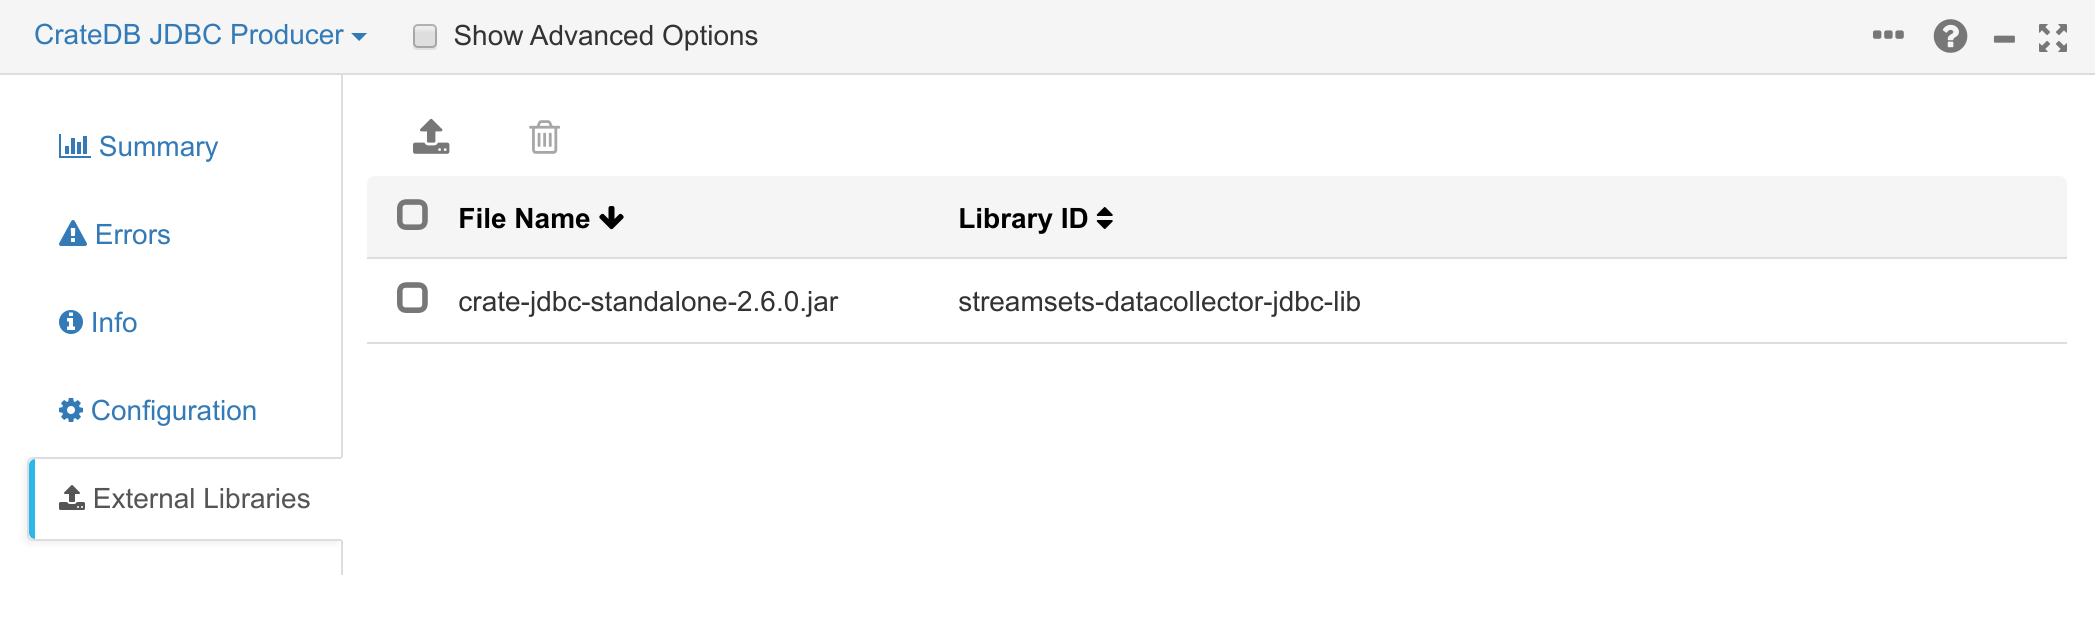 CrateDB JDBC Producer Show Advanced Options
Summary
Errors
Info
Configuration
External Libraries
File Name Library ID
crate-jdbc-standalone-2.6.0.jar streamsets-datacollector-jdbc-lib